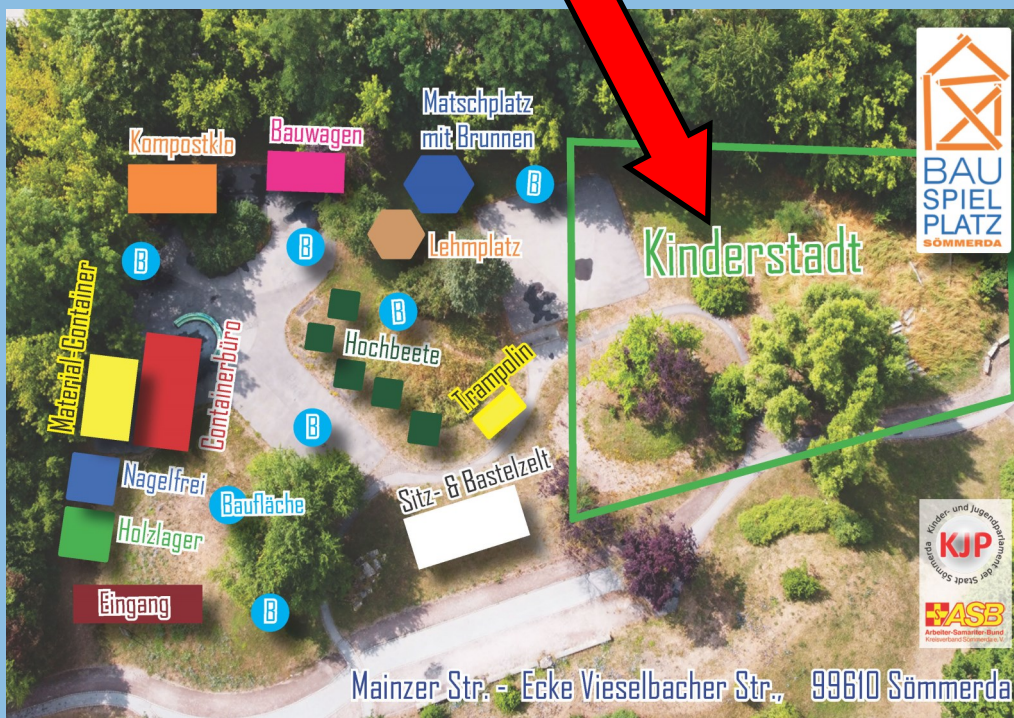 Kompostklo
Bauwagen
Matschplatz
mit Brunnen
B
BAU
SPIEL
PLATZ
SÖMMERDA
Lehmplatz
Kinderstadt
B
B
B
Material-Container
Containerbüro
Hochbeete
Trampolin
B
Nagelfrei
Baufläche
Sitz- & Bastelzelt
Holzlager
Eingang
B
Kinder- und Jugendparlament der Stadt Sömmerda
KJP
ASB
Arbeiter-Samariter-Bund
Kreisverband Sömmerda e.V.
Mainzer Str. - Ecke Vieselbacher Str., 99610 Sömmerda